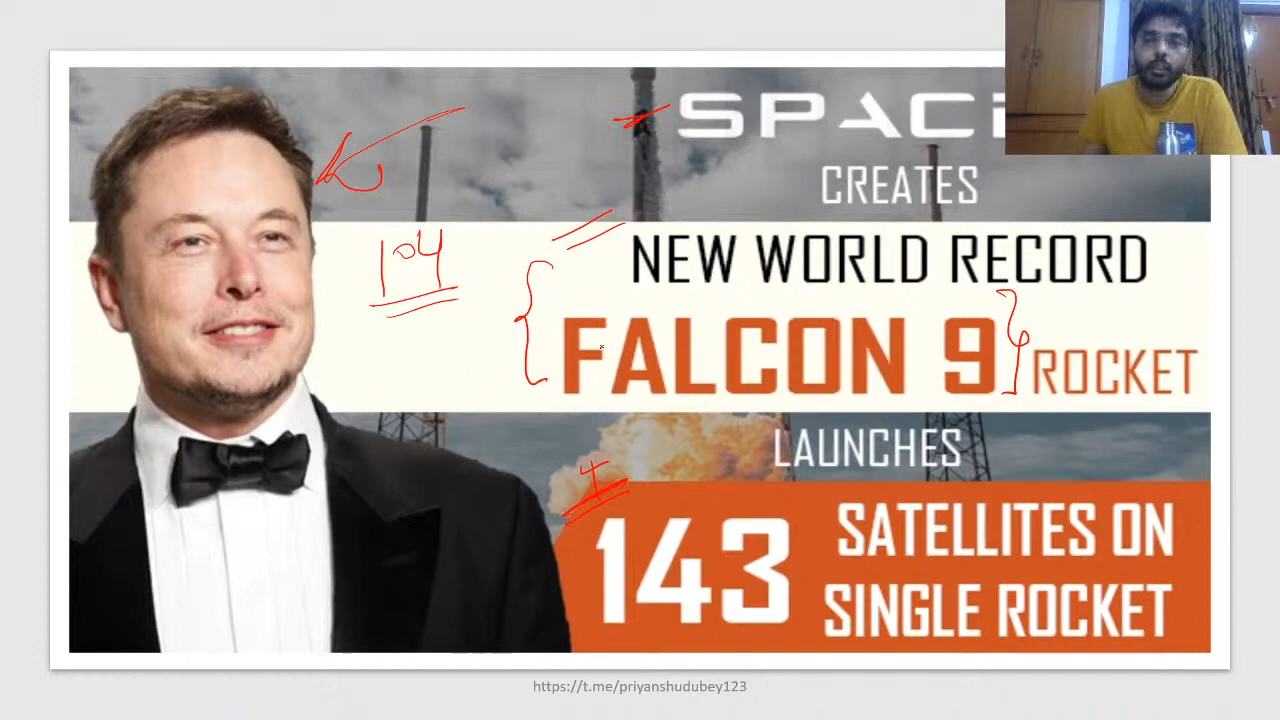 SPACE
CREATES
104
NEW WORLD RECORD
FALCON 9 ROCKET
LAUNCHES
143
SATELLITES ON
SINGLE ROCKET
https://t.me/priyanshudubey123